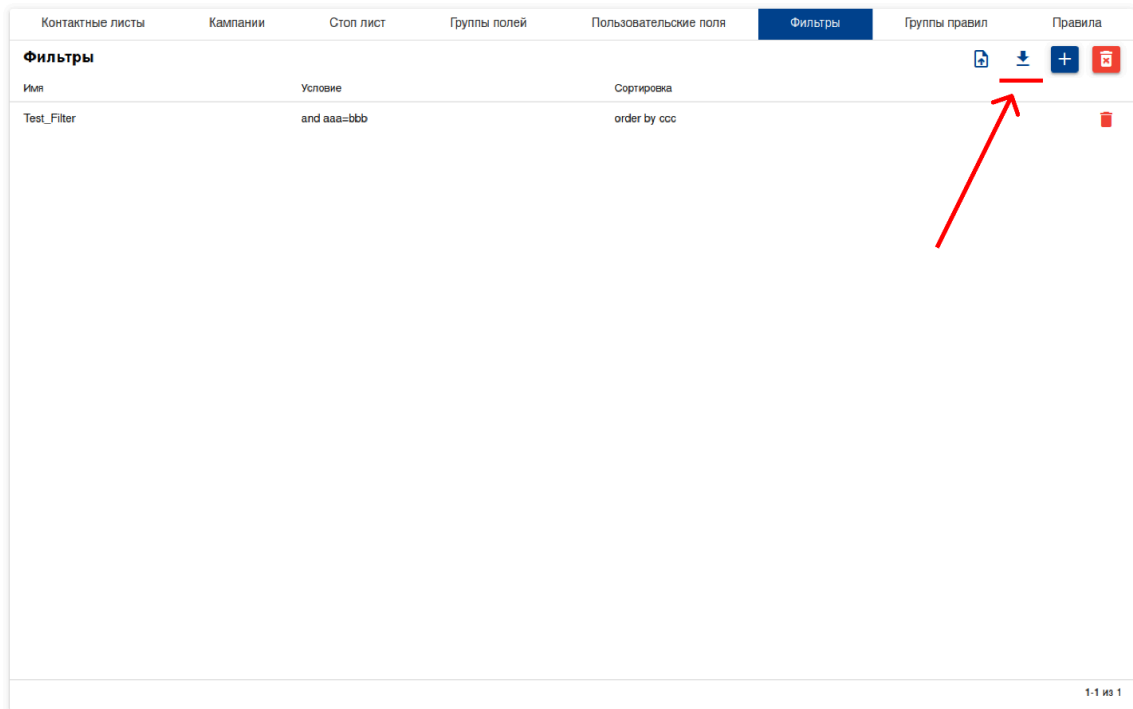 Контактные листы Кампании Стоп лист Группы полей Пользовательские поля Фильтры Группы правил Правила
Фильтры
Имя Условие Сортировка
Test_Filter and aaa=bbb order by ccc
1-1 из 1